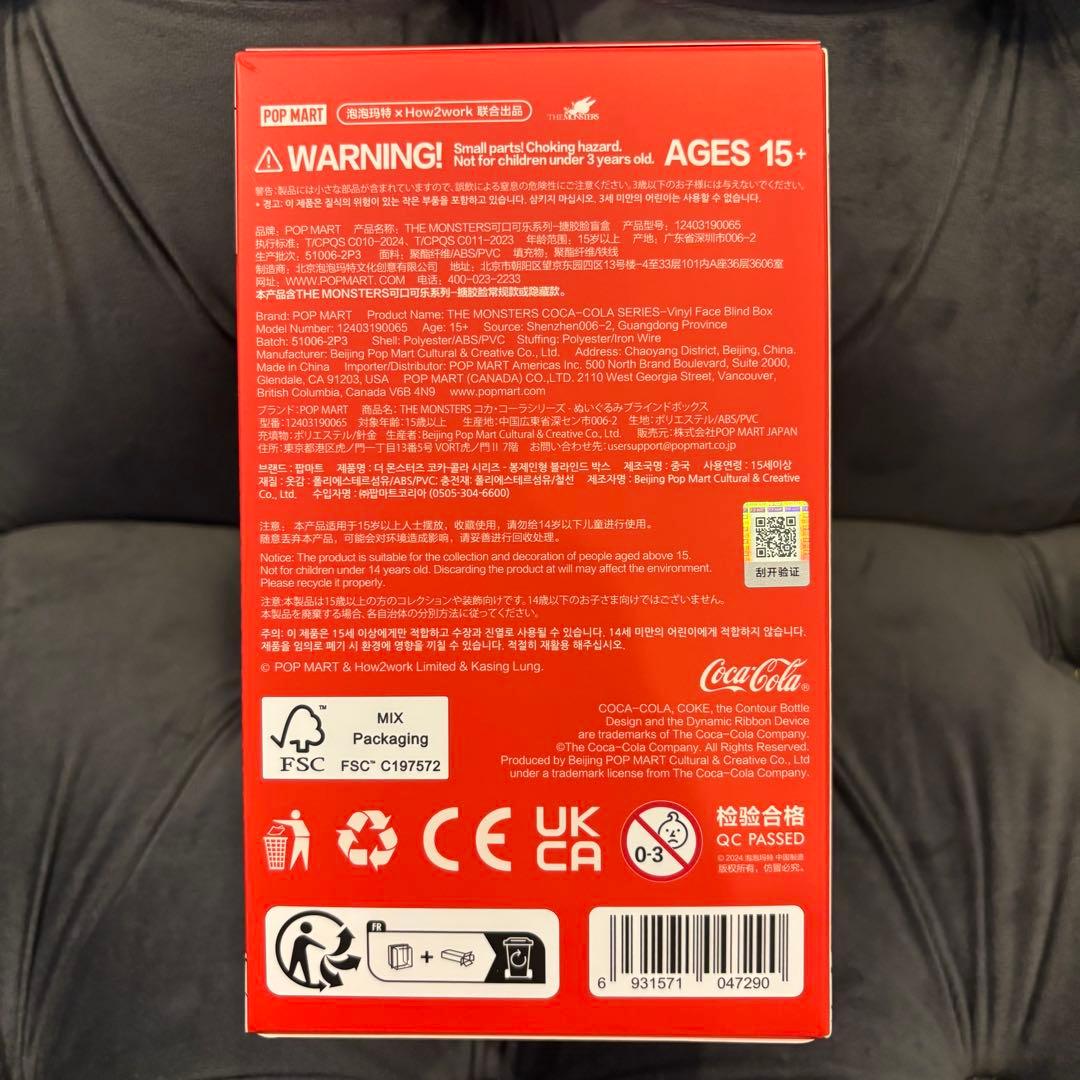 POP MART 泡泡玛特×How2work 联合出品 THE MONSTERS
WARNING! Small parts! Choking hazard. AGES 15+
Not for children under 3 years old.
警告:製品には小さな部品が含まれていますので、誤飲による窒息の危険性にご注意ください。3歳以下のお子様には与えないでください。
* 경고: 이 제품은 질식의 위험이 있는 작은 부품을 포함하고 있습니다. 삼키지 마십시오. 3세 미만의 어린이는 사용할 수 없습니다.
品牌：POP MART 产品名称：THE MONSTERS可口可乐系列-搪胶脸盲盒 产品型号：12403190065
执行标准：T/CPQS C010-2024、T/CPQS C011-2023 年龄范围：15岁以上 产地：广东省深圳市006-2
生产批次：51006-2P3 面料：聚酯纤维/ABS/PVC 填充物：聚酯纤维/铁线
制造商：北京泡泡玛特文化创意有限公司 地址：北京市朝阳区望京东园四区13号楼-4至33层101内A座36层3606室
网址：WWW.POPMART.COM 电话：400-023-2233
本产品含THE MONSTERS可口可乐系列-搪胶脸常规款或隐藏款。
Brand: POP MART Product Name: THE MONSTERS COCA-COLA SERIES-Vinyl Face Blind Box
Model Number: 12403190065 Age: 15+ Source: Shenzhen006-2, Guangdong Province
Batch: 51006-2P3 Shell: Polyester/ABS/PVC Stuffing: Polyester/Iron Wire
Manufacturer: Beijing Pop Mart Cultural & Creative Co., Ltd. Address: Chaoyang District, Beijing, China.
Made in China Importer/Distributor: POP MART Americas Inc. 500 North Brand Boulevard, Suite 2000,
Glendale, CA 91203, USA POP MART (CANADA) CO.,LTD. 2110 West Georgia Street, Vancouver,
British Columbia, Canada V6B 4N9 www.popmart.com
ブランド:POP MART 商品名: THE MONSTERS コカ・コーラシリーズ - ぬいぐるみブラインドボックス
型番:12403190065 対象年齢:15歳以上 生産地:中国広東省深セン市006-2 生地:ポリエステル/ABS/PVC
充填物:ポリエステル/針金 生産者:Beijing Pop Mart Cultural & Creative Co., Ltd. 販売元:株式会社POP MART JAPAN
住所:東京都港区虎ノ門一丁目13番5号 VORT虎ノ門Ⅱ 7階 お問い合わせ先:usersupport@popmart.co.jp
브랜드 : 팝마트 제품명 : 더 몬스터즈 코카-콜라 시리즈 - 봉제인형 블라인드 박스 제조국명 : 중국 사용연령 : 15세이상
재질 : 옷감 : 폴리에스테르섬유/ABS/PVC; 충전재: 폴리에스테르섬유/철선 제조자명 : Beijing Pop Mart Cultural & Creative
Co., Ltd. 수입자명 : ㈜팝마트코리아 (0505-304-6600)
注意： 本产品适用于15岁以上人士摆放，收藏使用，请勿给14岁以下儿童进行使用。
随意丢弃本产品，可能会对环境造成影响，请妥善进行回收处理。
刮开验证
Notice: The product is suitable for the collection and decoration of people aged above 15.
Not for children under 14 years old. Discarding the product at will may affect the environment.
Please recycle it properly.
注意:本製品は15歳以上の方のコレクションや装飾向けです。14歳以下のお子さま向けではございません。
本製品を廃棄する場合、各自治体の分別方法に従ってください。
주의: 이 제품은 15세 이상에게만 적합하고 수장과 진열로 사용될 수 있습니다. 14세 미만의 어린이에게 적합하지 않습니다.
제품을 임의로 폐기 시 환경에 영향을 끼칠 수 있습니다. 적절히 재활용 해주십시오.
© POP MART & How2work Limited & Kasing Lung.
Coca-Cola®
COCA-COLA, COKE, the Contour Bottle
Design and the Dynamic Ribbon Device
are trademarks of The Coca-Cola Company.
©The Coca-Cola Company. All Rights Reserved.
Produced by Beijing POP MART Cultural & Creative Co., Ltd
under a trademark license from The Coca-Cola Company.
FSC™
MIX
Packaging
FSC™ C197572
CE UK CA 0-3
检验合格
QC PASSED
© 2024 泡泡玛特 中国制造
版权所有，仿冒必究。
FR
6 931571 047290